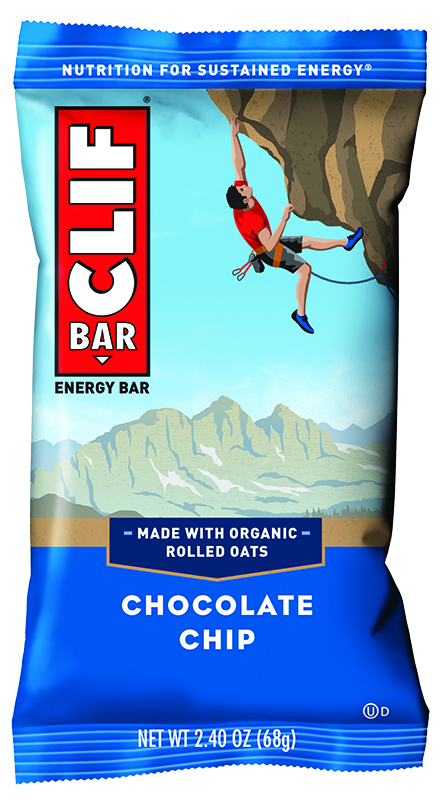 NUTRITION FOR SUSTAINED ENERGY®
CLIF®
BAR
ENERGY BAR
- MADE WITH ORGANIC -
ROLLED OATS
CHOCOLATE
CHIP
Ⓤ D
NET WT 2.40 OZ (68g)